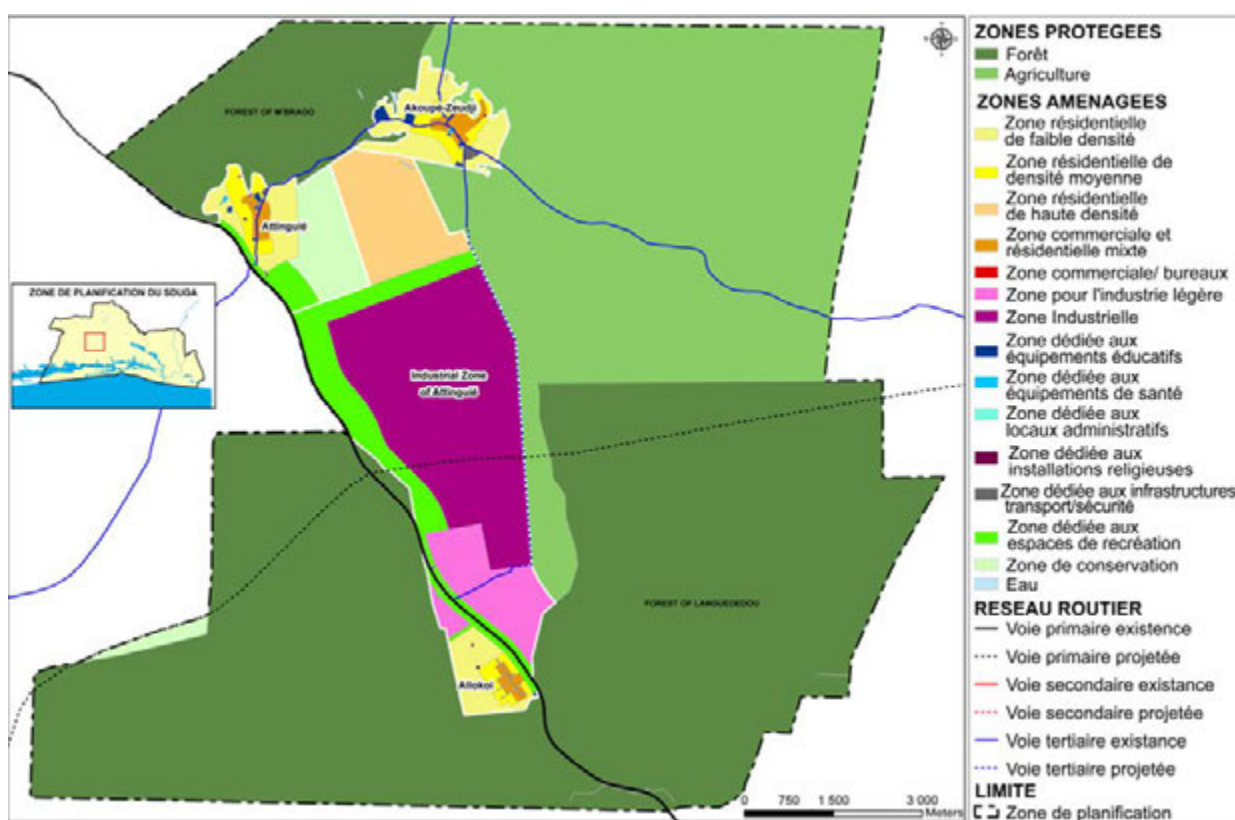 FOREST OF M'BRAGO
Akoupé-Zeudji
Attinguié
ZONE DE PLANIFICATION DU SDUGA
Industrial Zone
of Attinguié
FOREST OF LANGUEDEDOU
Allokoi
0 750 1 500 3 000
Meters
ZONES PROTEGEES
Forêt
Agriculture
ZONES AMENAGEES
Zone résidentielle
de faible densité
Zone résidentielle de
densité moyenne
Zone résidentielle
de haute densité
Zone commerciale et
résidentielle mixte
Zone commerciale/ bureaux
Zone pour l'industrie légère
Zone Industrielle
Zone dédiée aux
équipements éducatifs
Zone dédiée aux
équipements de santé
Zone dédiée aux
locaux administratifs
Zone dédiée aux
installations religieuses
Zone dédiée aux infrastructures
transport/sécurité
Zone dédiée aux
espaces de recréation
Zone de conservation
Eau
RESEAU ROUTIER
Voie primaire existence
Voie primaire projetée
Voie secondaire existance
Voie secondaire projetée
Voie tertiaire existance
Voie tertiaire projetée
LIMITE
Zone de planification